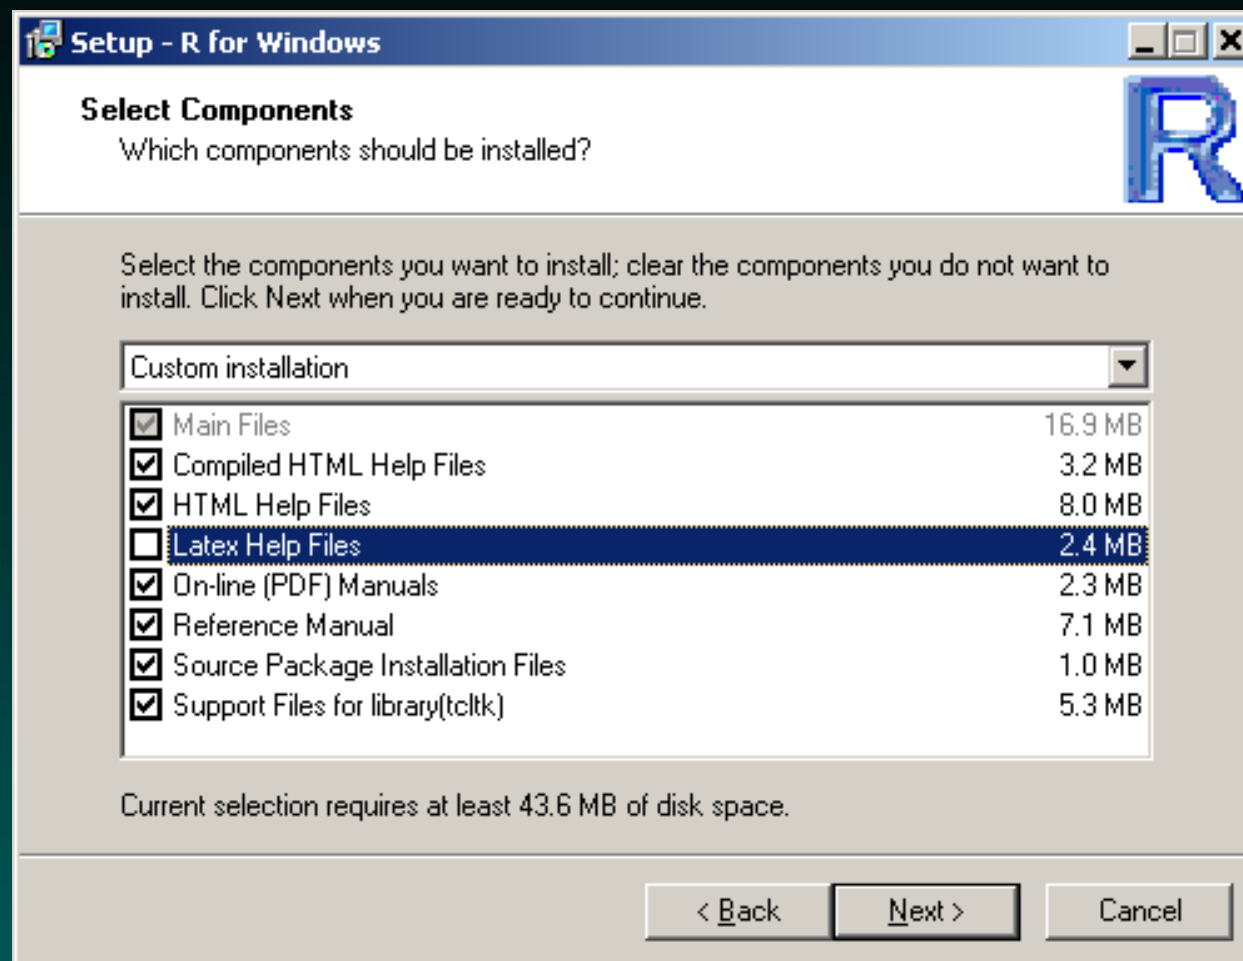 Setup - R for Windows
Select Components
Which components should be installed?
R
Select the components you want to install; clear the components you do not want to
install. Click Next when you are ready to continue.
Custom installation
Main Files 16.9 MB
Compiled HTML Help Files 3.2 MB
HTML Help Files 8.0 MB
Latex Help Files 2.4 MB
On-line (PDF) Manuals 2.3 MB
Reference Manual 7.1 MB
Source Package Installation Files 1.0 MB
Support Files for library(tcltk) 5.3 MB
Current selection requires at least 43.6 MB of disk space.
< Back Next > Cancel